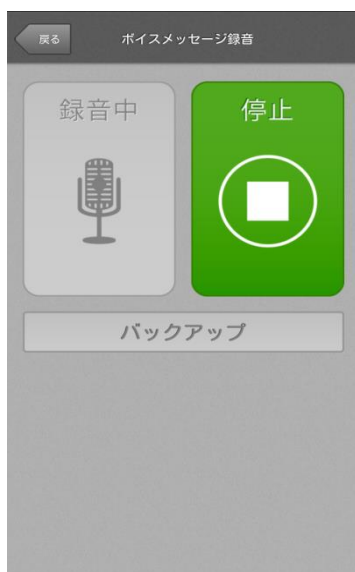 戻る
ボイスメッセージ録音
録音中
停止
バックアップ